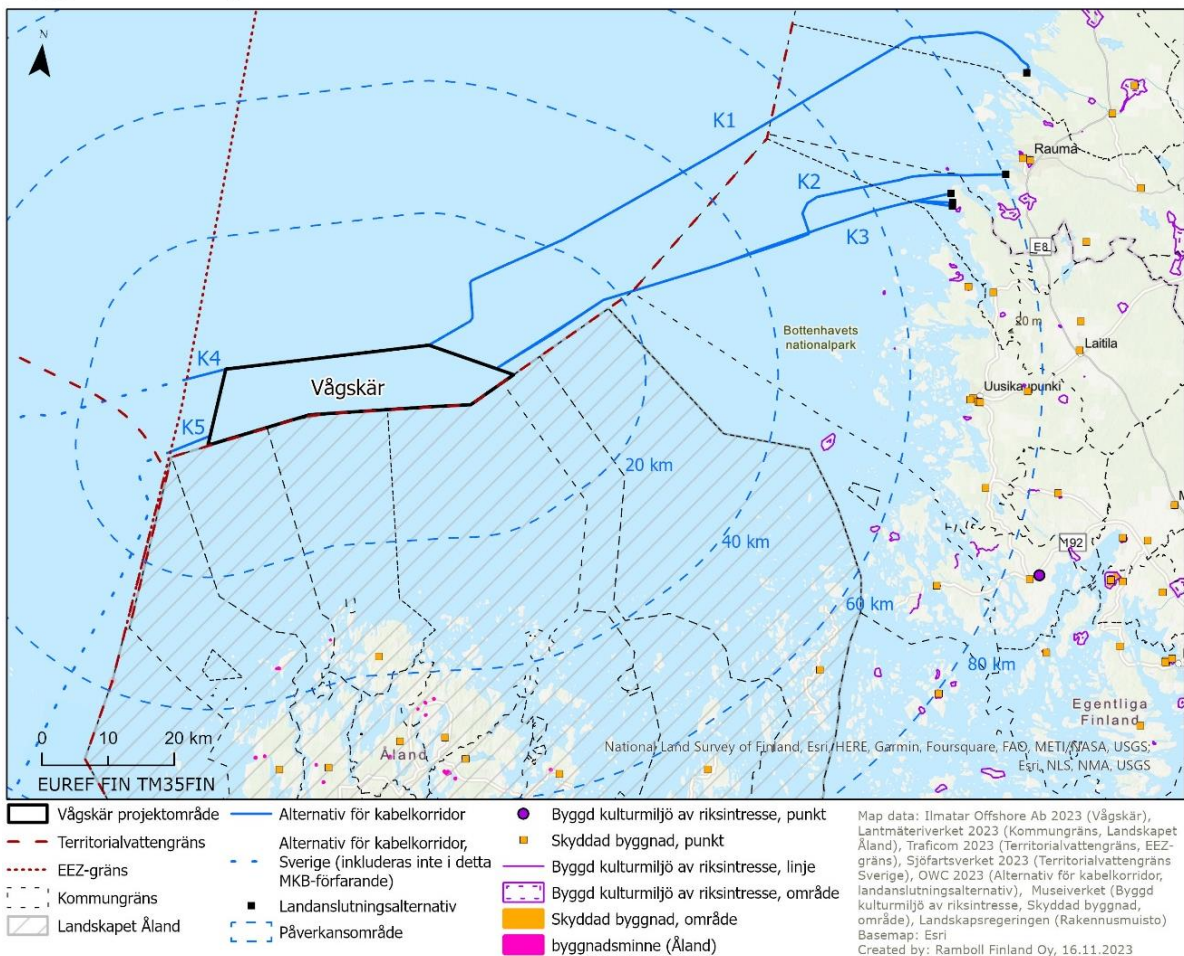 N
K1
K2
K3
K4
K5
Vågskär
Rauma
E8
20 m
Laitila
Bottenhavets
nationalpark
Uusikaupunki
20 km
40 km
60 km
80 km
192
M
Åland
Egentliga
Finland
0 10 20 km
EUREF FIN TM35FIN
National Land Survey of Finland, Esri, HERE, Garmin, Foursquare, FAO, METI/NASA, USGS;
Esri, NLS, NMA, USGS
Vågskär projektområde
Territorialvattengräns
EEZ-gräns
Kommungräns
Landskapet Åland
Alternativ för kabelkorridor
Alternativ för kabelkorridor,
Sverige (inkluderas inte i detta
MKB-förfarande)
Landanslutningsalternativ
Påverkansområde
Byggd kulturmiljö av riksintresse, punkt
Skyddad byggnad, punkt
Byggd kulturmiljö av riksintresse, linje
Byggd kulturmiljö av riksintresse, område
Skyddad byggnad, område
byggnadsminne (Åland)
Map data: Ilmatar Offshore Ab 2023 (Vågskär),
Lantmäteriverket 2023 (Kommungräns, Landskapet
Åland), Traficom 2023 (Territorialvattengräns, EEZ-
gräns), Sjöfartsverket 2023 (Territorialvattengräns
Sverige), OWC 2023 (Alternativ för kabelkorridor,
landanslutningsalternativ), Museiverket (Byggd
kulturmiljö av riksintresse, Skyddad byggnad,
område), Landskapsregeringen (Rakennusmuisto)
Basemap: Esri
Created by: Ramboll Finland Oy, 16.11.2023